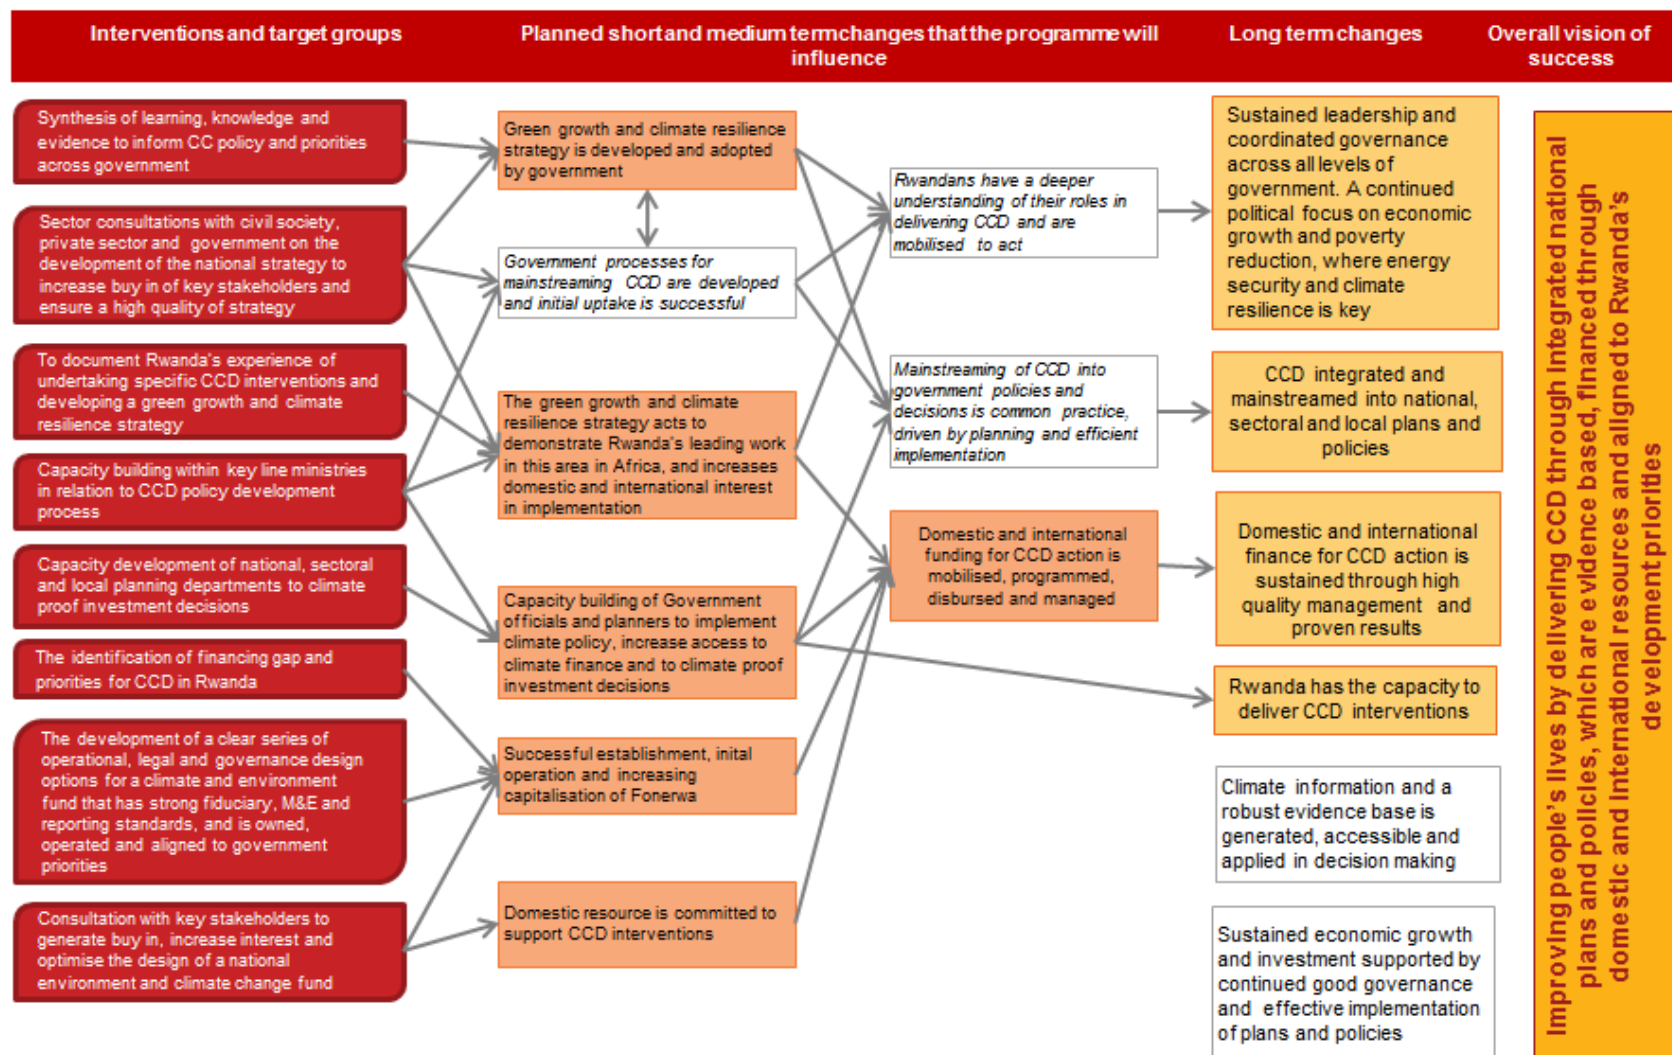 Interventions and target groups
Planned short and medium term changes that the programme will
influence
Long term changes
Overall vision of
success
Synthesis of learning, knowledge and
evidence to inform CC policy and priorities
across government
Sector consultations with civil society,
private sector and government on the
development of the national strategy to
increase buy in of key stakeholders and
ensure a high quality of strategy
To document Rwanda's experience of
undertaking specific CCD interventions and
developing a green growth and climate
resilience strategy
Capacity building within key line ministries
in relation to CCD policy development
process
Capacity development of national, sectoral
and local planning departments to climate
proof investment decisions
The identification of financing gap and
priorities for CCD in Rwanda
The development of a clear series of
operational, legal and governance design
options for a climate and environment
fund that has strong fiduciary, M&E and
reporting standards, and is owned,
operated and aligned to government
priorities
Consultation with key stakeholders to
generate buy in, increase interest and
optimise the design of a national
environment and climate change fund
Green growth and climate resilience
strategy is developed and adopted
by government
Government processes for
mainstreaming CCD are developed
and initial uptake is successful
The green growth and climate
resilience strategy acts to
demonstrate Rwanda's leading work
in this area in Africa, and increases
domestic and international interest
in implementation
Capacity building of Government
officials and planners to implement
climate policy, increase access to
climate finance and to climate proof
investment decisions
Successful establishment, inital
operation and increasing
capitalisation of Fonerwa
Domestic resource is committed to
support CCD interventions
Rwandans have a deeper
understanding of their roles in
delivering CCD and are
mobilised to act
Mainstreaming of CCD into
government policies and
decisions is common practice,
driven by planning and efficient
implementation
Domestic and international
funding for CCD action is
mobilised, programmed,
disbursed and managed
Sustained leadership and
coordinated governance
across all levels of
government. A continued
political focus on economic
growth and poverty
reduction, where energy
security and climate
resilience is key
CCD integrated and
mainstreamed into national,
sectoral and local plans and
policies
Domestic and international
finance for CCD action is
sustained through high
quality management and
proven results
Rwanda has the capacity to
deliver CCD interventions
Climate information and a
robust evidence base is
generated, accessible and
applied in decision making
Sustained economic growth
and investment supported by
continued good governance
and effective implementation
of plans and policies
Improving people's lives by delivering CCD through integrated national
plans and policies, which are evidence based, financed through
domestic and international resources and aligned to Rwanda's
development priorities